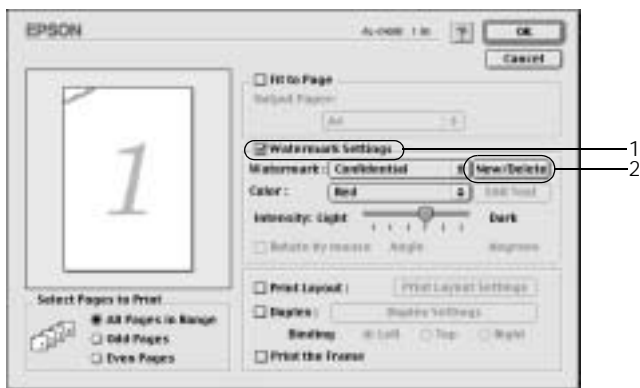 EPSON
?
OK
Cancel
Fit to Page
Output Paper:
A4
Watermark Settings
1
Watermark: Confidential
New/Delete
2
Color: Red
Edit Text
Intensity: Light
Dark
Rotate by mouse
Angle
degrees
1
Print Layout:
Print Layout Settings
Duplex:
Duplex Settings
Binding
Left
Top
Right
Print the Frame
Select Pages to Print
All Pages in Range
Odd Pages
Even Pages